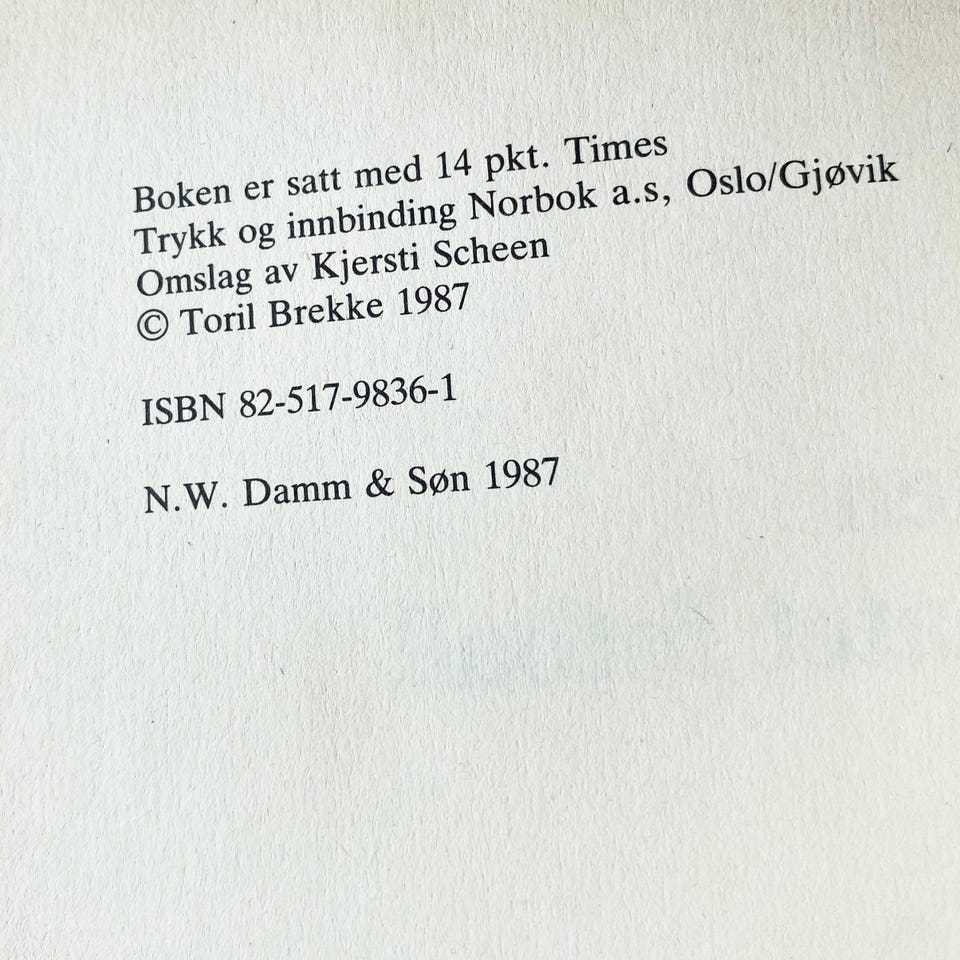 Boken er satt med 14 pkt. Times
Trykk og innbinding Norbok a.s, Oslo/Gjøvik
Omslag av Kjersti Scheen
© Toril Brekke 1987
ISBN 82-517-9836-1
N.W. Damm & Søn 1987